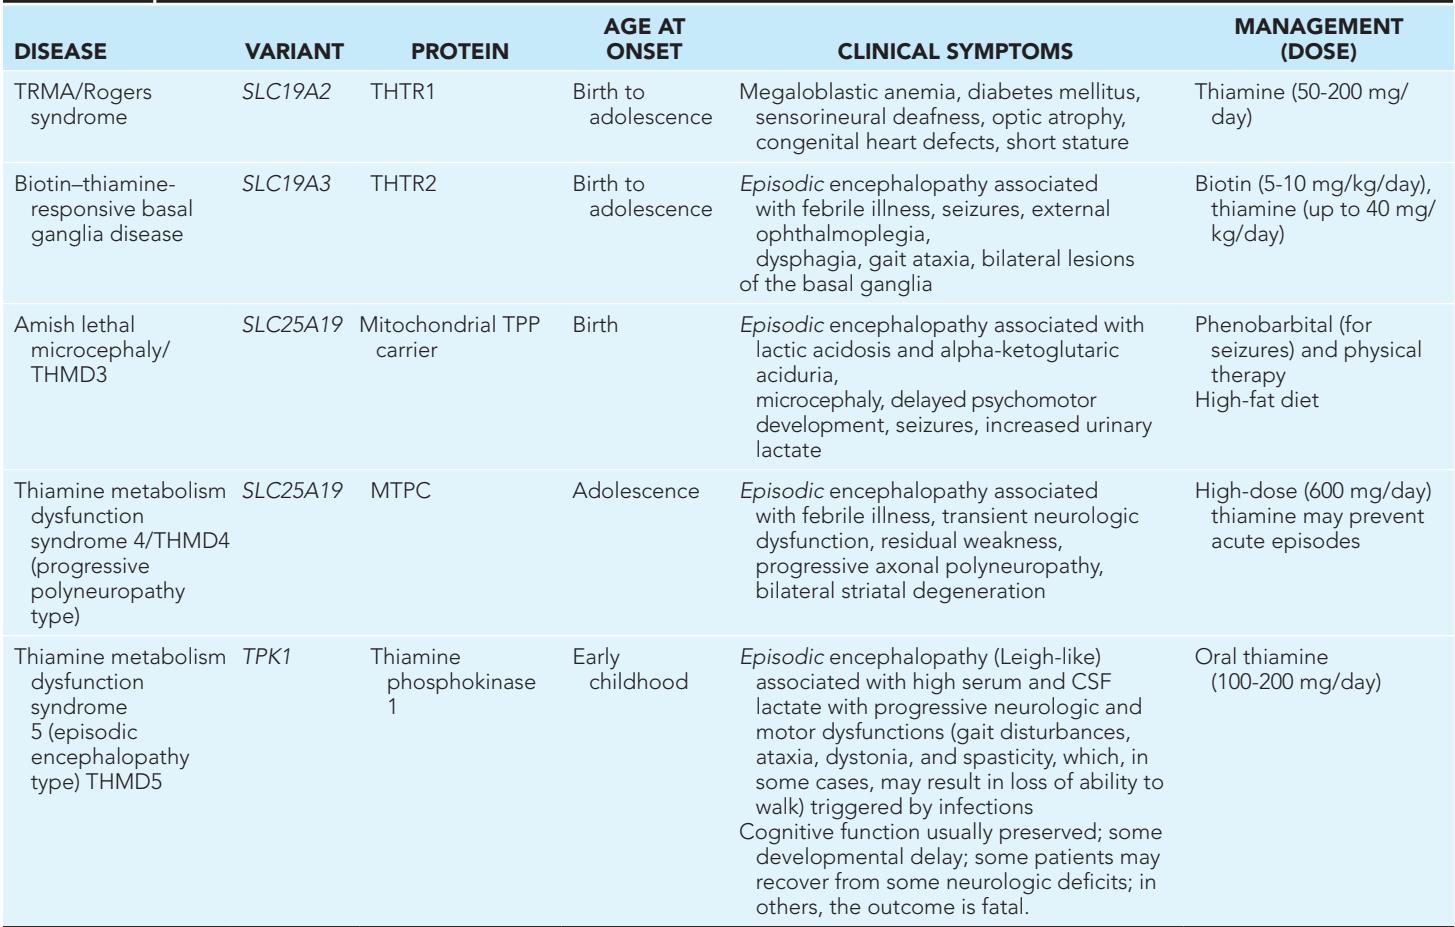 DISEASE VARIANT PROTEIN AGE AT ONSET CLINICAL SYMPTOMS MANAGEMENT (DOSE)
TRMA/Rogers
syndrome
SLC19A2
THTR1
Birth to
adolescence
Megaloblastic anemia, diabetes mellitus,
sensorineural deafness, optic atrophy,
congenital heart defects, short stature
Thiamine (50-200 mg/
day)
Biotin–thiamine-
responsive basal
ganglia disease
SLC19A3
THTR2
Birth to
adolescence
Episodic encephalopathy associated
with febrile illness, seizures, external
ophthalmoplegia,
dysphagia, gait ataxia, bilateral lesions
of the basal ganglia
Biotin (5-10 mg/kg/day),
thiamine (up to 40 mg/
kg/day)
Amish lethal
microcephaly/
THMD3
SLC25A19
Mitochondrial TPP
carrier
Birth
Episodic encephalopathy associated with
lactic acidosis and alpha-ketoglutaric
aciduria,
microcephaly, delayed psychomotor
development, seizures, increased urinary
lactate
Phenobarbital (for
seizures) and physical
therapy
High-fat diet
Thiamine metabolism
dysfunction
syndrome 4/THMD4
(progressive
polyneuropathy
type)
SLC25A19
MTPC
Adolescence
Episodic encephalopathy associated
with febrile illness, transient neurologic
dysfunction, residual weakness,
progressive axonal polyneuropathy,
bilateral striatal degeneration
High-dose (600 mg/day)
thiamine may prevent
acute episodes
Thiamine metabolism
dysfunction
syndrome
5 (episodic
encephalopathy
type) THMD5
TPK1
Thiamine
phosphokinase
1
Early
childhood
Episodic encephalopathy (Leigh-like)
associated with high serum and CSF
lactate with progressive neurologic and
motor dysfunctions (gait disturbances,
ataxia, dystonia, and spasticity, which, in
some cases, may result in loss of ability to
walk) triggered by infections
Cognitive function usually preserved; some
developmental delay; some patients may
recover from some neurologic deficits; in
others, the outcome is fatal.
Oral thiamine
(100-200 mg/day)